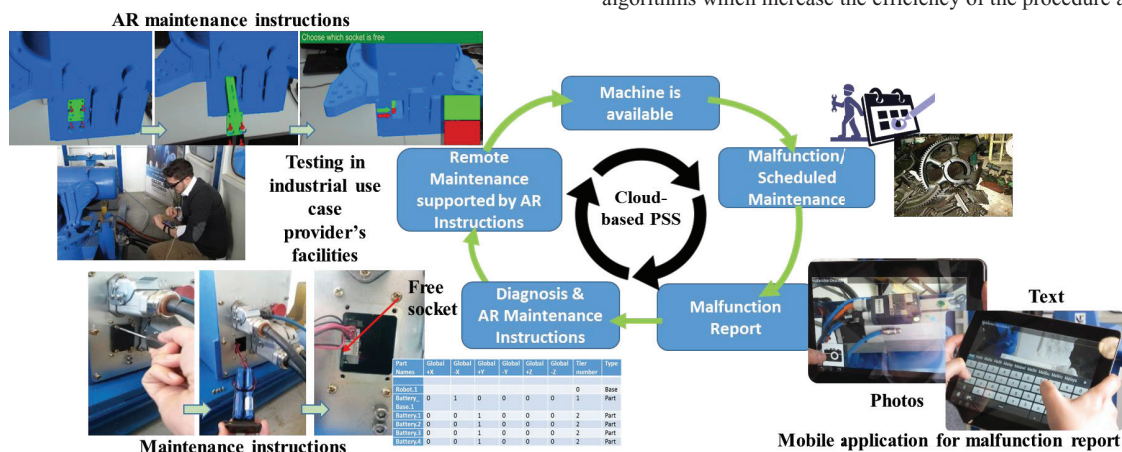 algorithms which increase the efficiency of the procedure a
AR maintenance instructions
Choose which socket is free
Testing in
industrial use
case
provider's
facilities
Machine is
available
Malfunction/
Scheduled
Maintenance
Malfunction
Report
Diagnosis &
AR Maintenance
Instructions
Remote
Maintenance
supported by AR
Instructions
Cloud-
based PSS
Free
socket
Maintenance instructions
Part Names Global +X Global -X Global +Y Global -Y Global +Z Global -Z Tier number Type
Robot.1 0 Base
Battery_Base.1 0 1 0 0 0 0 1 Part
Battery.1 0 0 1 0 0 0 2 Part
Battery.2 0 0 1 0 0 0 2 Part
Battery.3 0 0 1 0 0 0 2 Part
Battery.4 0 0 1 0 0 0 2 Part
Text
Photos
Mobile application for malfunction report